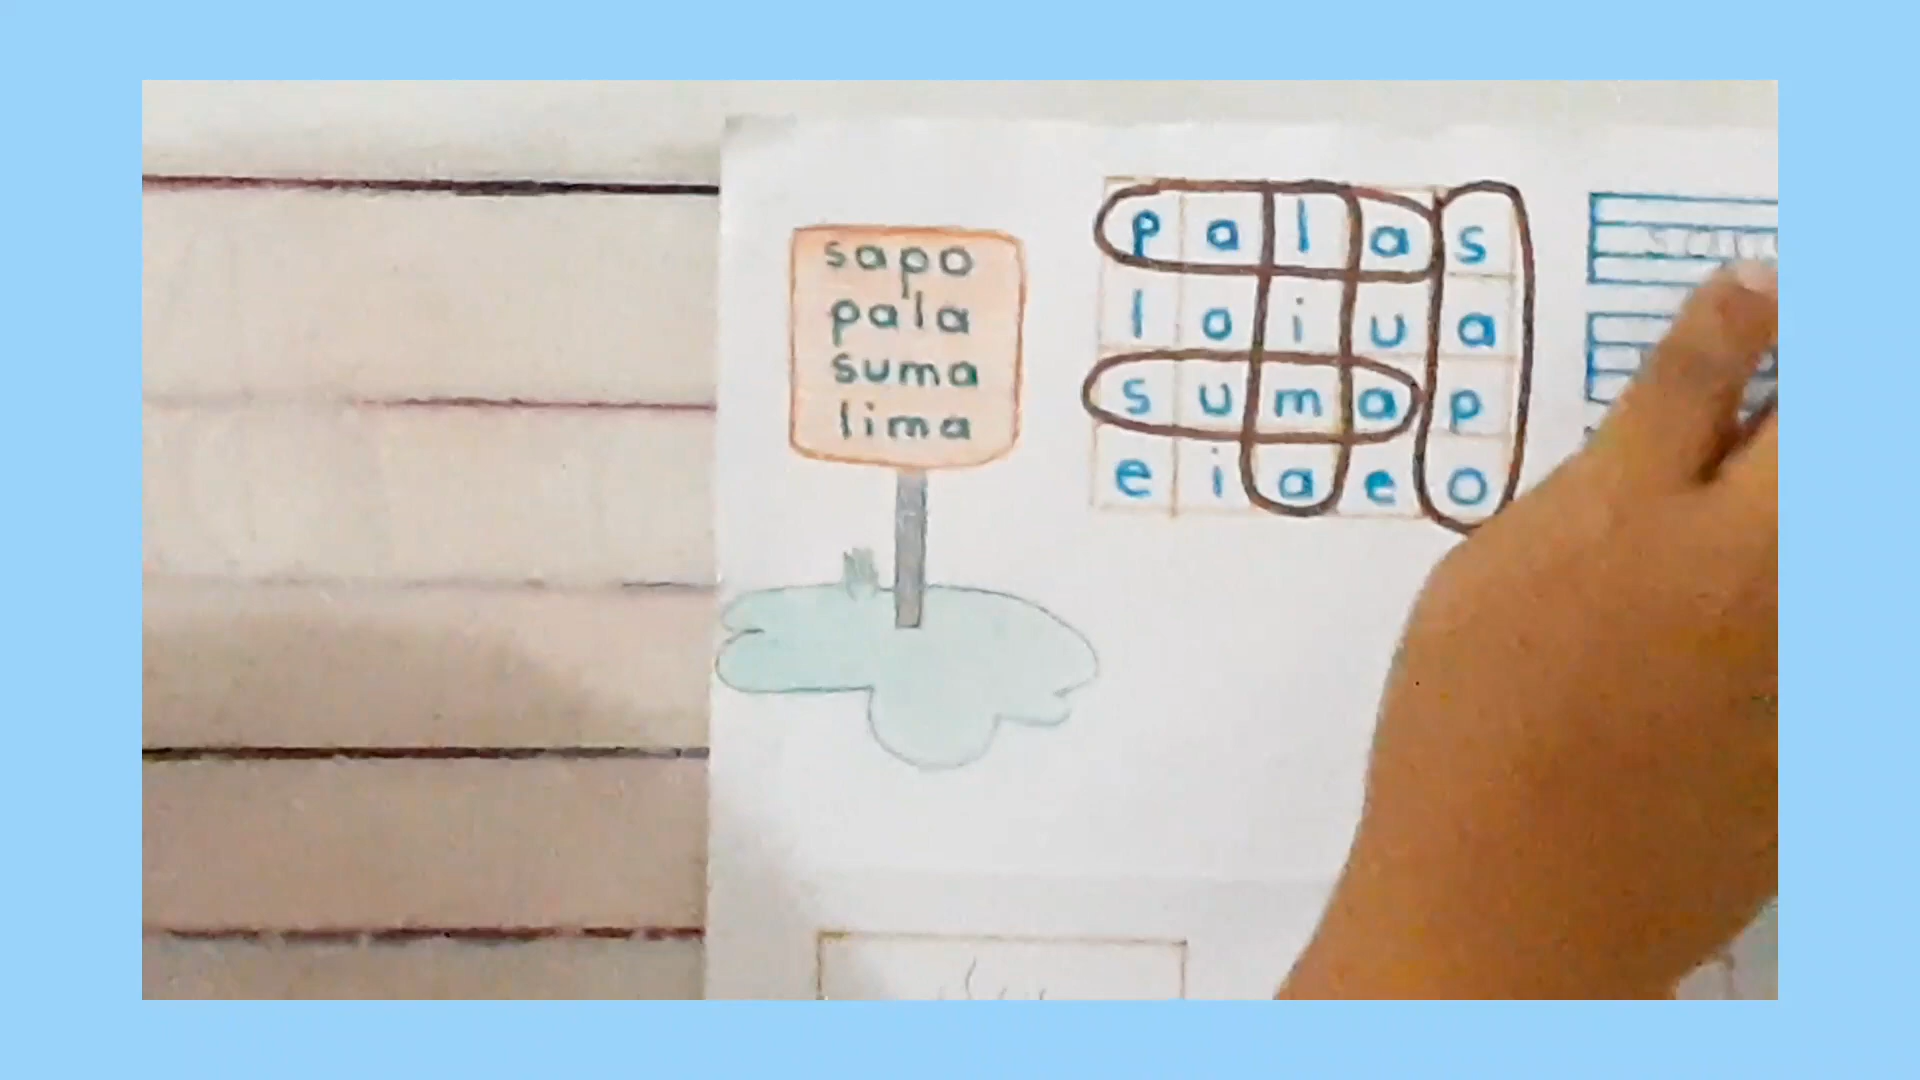 sapo
pala
suma
lima
p a l a s
l o i u a
s u m a p
e i a e o